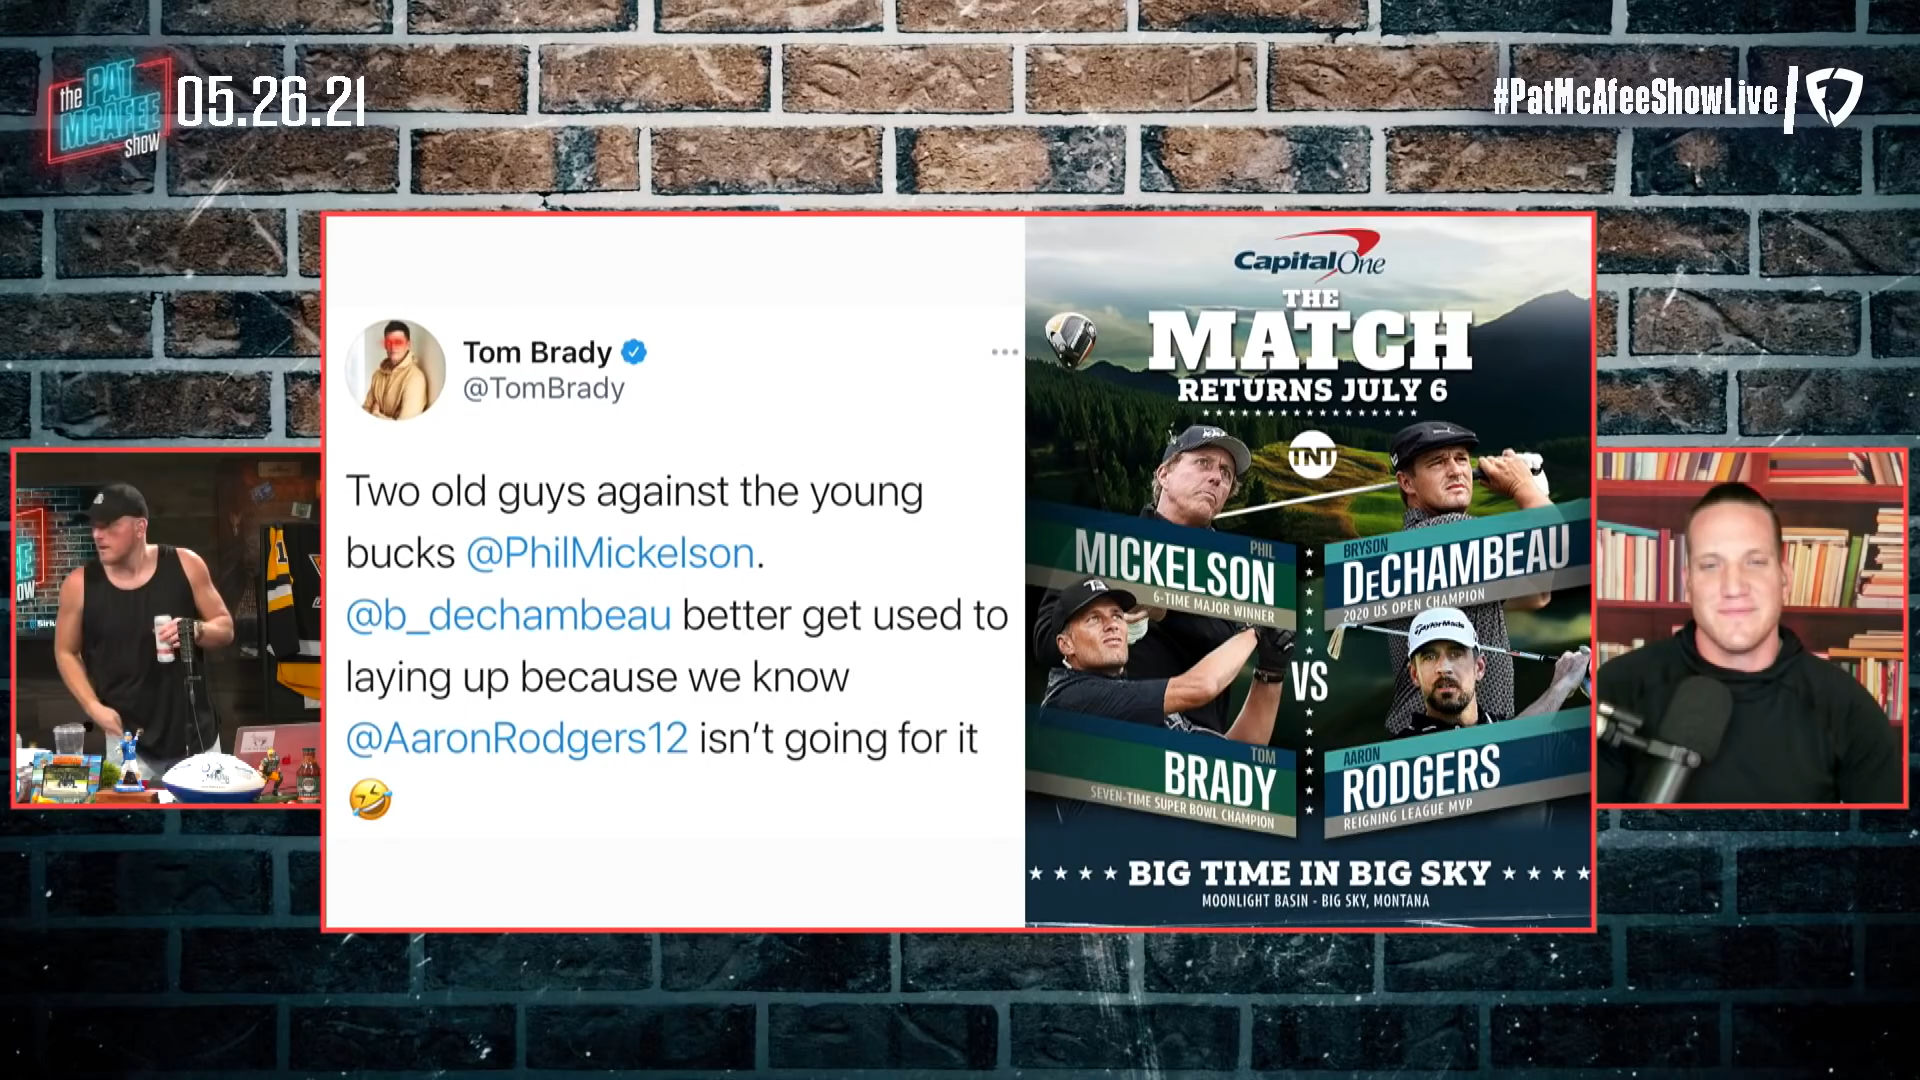 the PAT
MCAFEE
show
05.26.21
#PatMcAfeeShowLive
Tom Brady
@TomBrady
Two old guys against the young
bucks @PhilMickelson.
@b_dechambeau better get used to
laying up because we know
@AaronRodgers12 isn't going for it
🤣
CapitalOne
THE
MATCH
RETURNS JULY 6
TNT
PHIL
MICKELSON
6-TIME MAJOR WINNER
BRYSON
DeCHAMBEAU
2020 US OPEN CHAMPION
TaylorMade
VS
TOM
BRADY
SEVEN-TIME SUPER BOWL CHAMPION
AARON
RODGERS
REIGNING LEAGUE MVP
BIG TIME IN BIG SKY
MOONLIGHT BASIN - BIG SKY, MONTANA